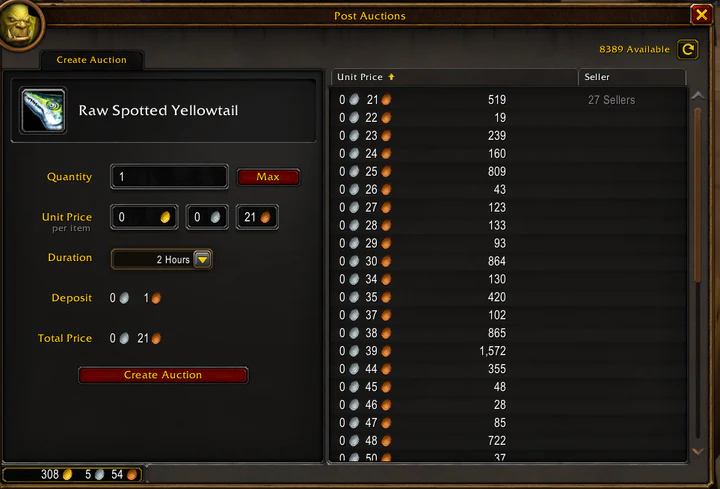 Post Auctions
8389 Available
Create Auction
Raw Spotted Yellowtail
Quantity 1 Max
Unit Price 0 0 21
per item
Duration 2 Hours
Deposit 0 1
Total Price 0 21
Create Auction
308 5 54
Unit Price Seller
0 21 519 27 Sellers
0 22 19
0 23 239
0 24 160
0 25 809
0 26 43
0 27 123
0 28 133
0 29 93
0 30 864
0 34 130
0 35 420
0 37 102
0 38 865
0 39 1,572
0 44 355
0 45 48
0 46 28
0 47 85
0 48 722
0 50 37